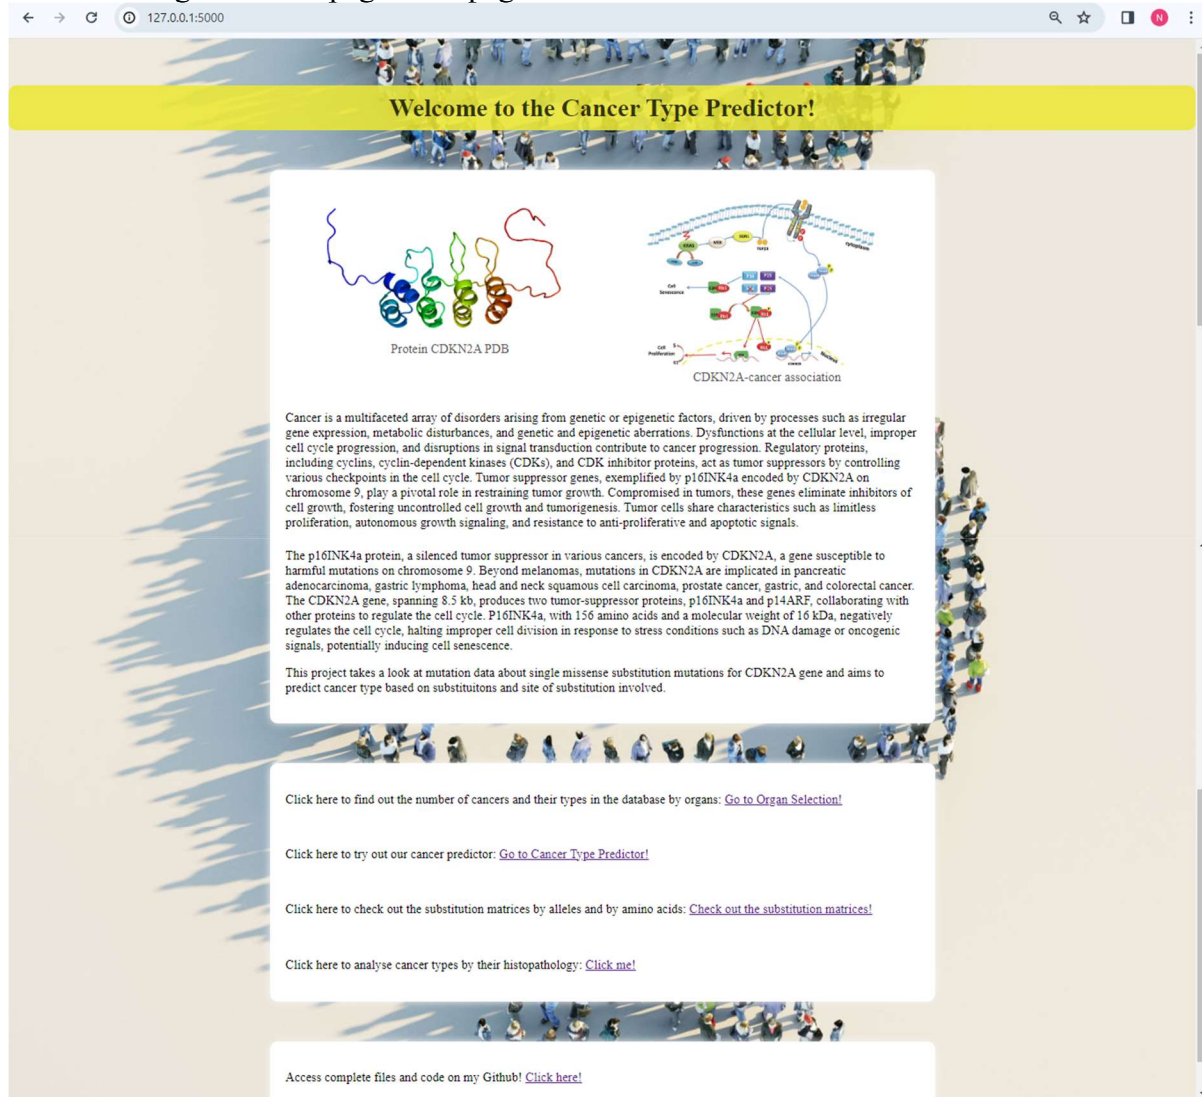 127.0.0.1:5000
N
Welcome to the Cancer Type Predictor!
Protein CDKN2A PDB
cytoplasm
Cell
Senescence
Cell
Proliferation
Nucleus
CDKN2A-cancer association
Cancer is a multifaceted array of disorders arising from genetic or epigenetic factors, driven by processes such as irregular
gene expression, metabolic disturbances, and genetic and epigenetic aberrations. Dysfunctions at the cellular level, improper
cell cycle progression, and disruptions in signal transduction contribute to cancer progression. Regulatory proteins,
including cyclins, cyclin-dependent kinases (CDKs), and CDK inhibitor proteins, act as tumor suppressors by controlling
various checkpoints in the cell cycle. Tumor suppressor genes, exemplified by p16INK4a encoded by CDKN2A on
chromosome 9, play a pivotal role in restraining tumor growth. Compromised in tumors, these genes eliminate inhibitors of
cell growth, fostering uncontrolled cell growth and tumorigenesis. Tumor cells share characteristics such as limitless
proliferation, autonomous growth signaling, and resistance to anti-proliferative and apoptotic signals.
The p16INK4a protein, a silenced tumor suppressor in various cancers, is encoded by CDKN2A, a gene susceptible to
harmful mutations on chromosome 9. Beyond melanomas, mutations in CDKN2A are implicated in pancreatic
adenocarcinoma, gastric lymphoma, head and neck squamous cell carcinoma, prostate cancer, gastric, and colorectal cancer.
The CDKN2A gene, spanning 8.5 kb, produces two tumor-suppressor proteins, p16INK4a and p14ARF, collaborating with
other proteins to regulate the cell cycle. P16INK4a, with 156 amino acids and a molecular weight of 16 kDa, negatively
regulates the cell cycle, halting improper cell division in response to stress conditions such as DNA damage or oncogenic
signals, potentially inducing cell senescence.
This project takes a look at mutation data about single missense substitution mutations for CDKN2A gene and aims to
predict cancer type based on substituitons and site of substitution involved.
Click here to find out the number of cancers and their types in the database by organs: Go to Organ Selection!
Click here to try out our cancer predictor: Go to Cancer Type Predictor!
Click here to check out the substitution matrices by alleles and by amino acids: Check out the substitution matrices!
Click here to analyse cancer types by their histopathology: Click me!
Access complete files and code on my Github! Click here!